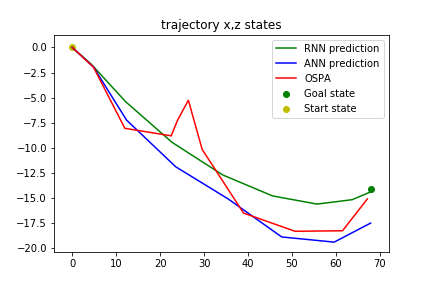 trajectory x,z states
RNN prediction
ANN prediction
OSPA
Goal state
Start state
0.0
−2.5
−5.0
−7.5
−10.0
−12.5
−15.0
−17.5
−20.0
0 10 20 30 40 50 60 70